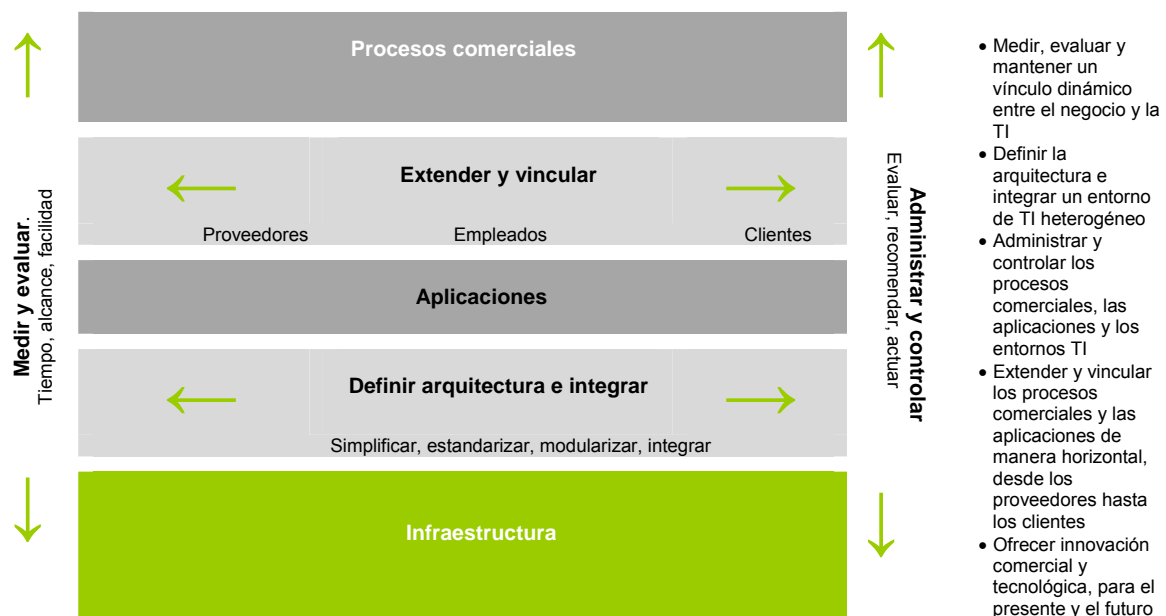 Procesos comerciales
Extender y vincular
Proveedores Empleados Clientes
Aplicaciones
Definir arquitectura e integrar
Simplificar, estandarizar, modularizar, integrar
Infraestructura
Medir y evaluar.
Tiempo, alcance, facilidad
Administrar y controlar
Evaluar, recomendar, actuar
• Medir, evaluar y
mantener un
vínculo dinámico
entre el negocio y la
TI
• Definir la
arquitectura e
integrar un entorno
de TI heterogéneo
• Administrar y
controlar los
procesos
comerciales, las
aplicaciones y los
entornos TI
• Extender y vincular
los procesos
comerciales y las
aplicaciones de
manera horizontal,
desde los
proveedores hasta
los clientes
• Ofrecer innovación
comercial y
tecnológica, para el
presente y el futuro